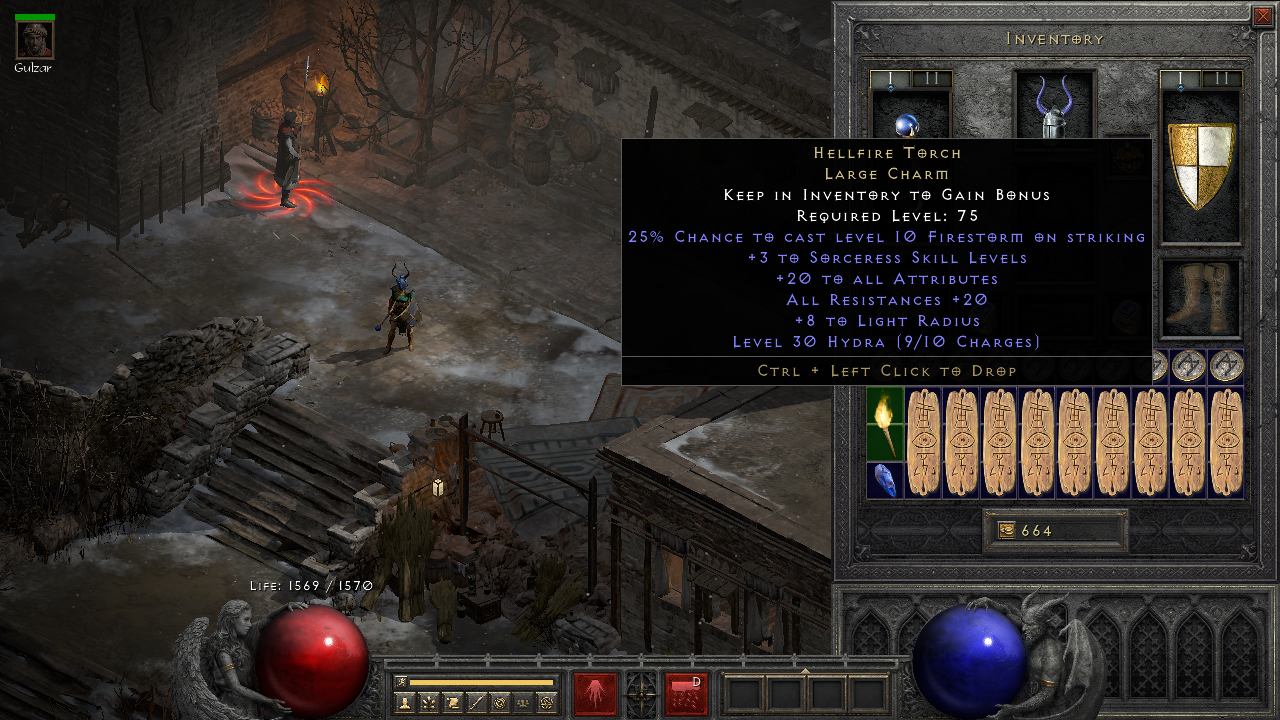 Gulzar
Inventory
I II
I II
Hellfire Torch
Large Charm
Keep in Inventory to Gain Bonus
Required Level: 75
25% Chance to cast level 10 Firestorm on striking
+3 to Sorceress Skill Levels
+20 to all Attributes
All Resistances +20
+8 to Light Radius
Level 30 Hydra (9/10 Charges)
Ctrl + Left Click to Drop
664
Life: 1569 / 1570
D